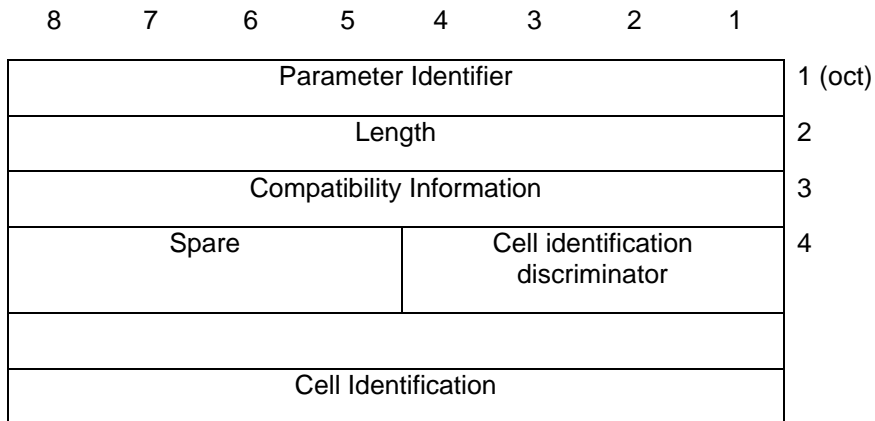 8 7 6 5 4 3 2 1
Parameter Identifier 1 (oct)
Length 2
Compatibility Information 3
Spare Cell identification 4
discriminator
Cell Identification